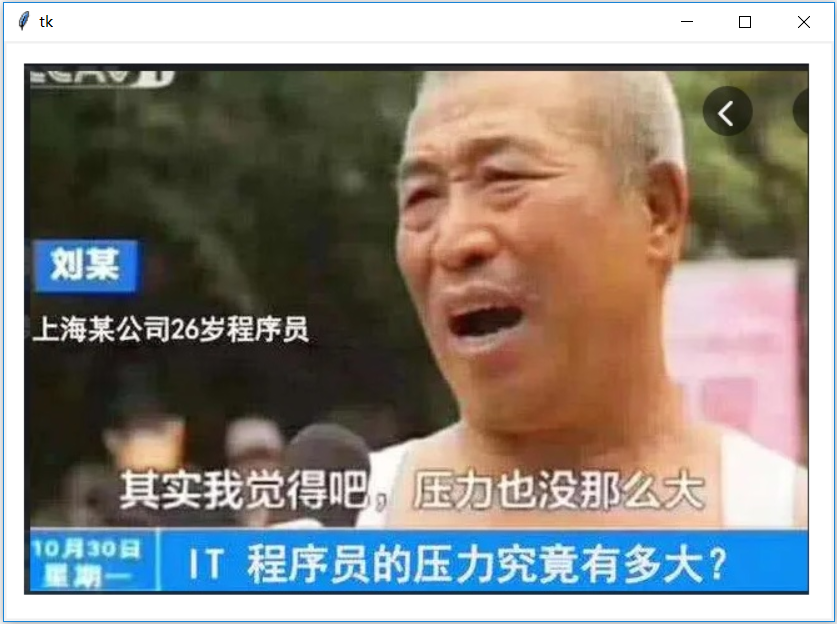 tk
刘某
上海某公司26岁程序员
其实我觉得吧，压力也没那么大
10月30日
星期一
IT 程序员的压力究竟有多大？